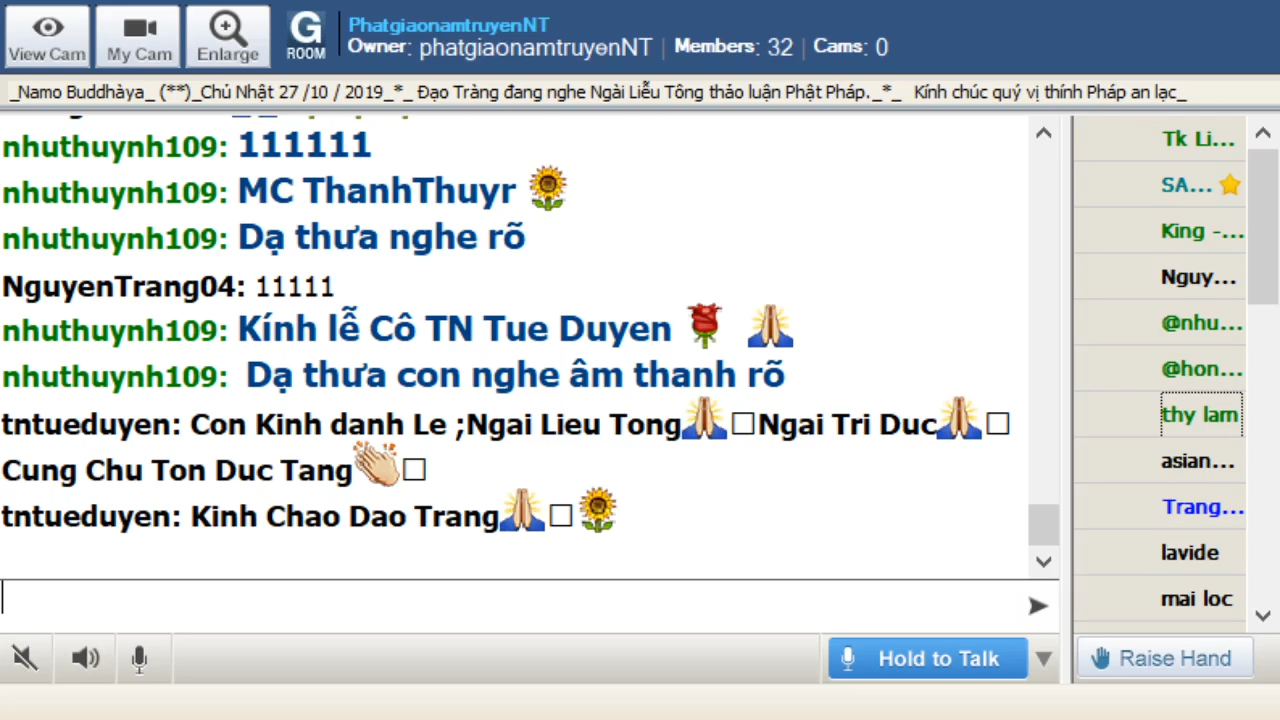 View Cam
My Cam
Enlarge
G
ROOM
PhatgiaonamtruyenNT
Owner: phatgiaonamtruyenNT | Members: 32 | Cams: 0
_Namo Buddhàya_ (**)_Chủ Nhật 27 /10 / 2019_*_ Đạo Tràng đang nghe Ngài Liễu Tông thảo luận Phật Pháp._*_ Kính chúc quý vị thính Pháp an lạc_
nhuthuynh109: 111111
nhuthuynh109: MC ThanhThuyr 🌻
nhuthuynh109: Dạ thưa nghe rõ
NguyenTrang04: 11111
nhuthuynh109: Kính lễ Cô TN Tue Duyen 🌹 🙏
nhuthuynh109: Dạ thưa con nghe âm thanh rõ
tntueduyen: Con Kinh danh Le ;Ngai Lieu Tong🙏□Ngai Tri Duc🙏□
Cung Chu Ton Duc Tang👏□
tntueduyen: Kinh Chao Dao Trang🙏□🌻
Tk Li...
SA...
King -...
Nguy...
@nhu...
@hon...
thy lam
asian...
Trang...
lavide
mai loc
Hold to Talk
Raise Hand